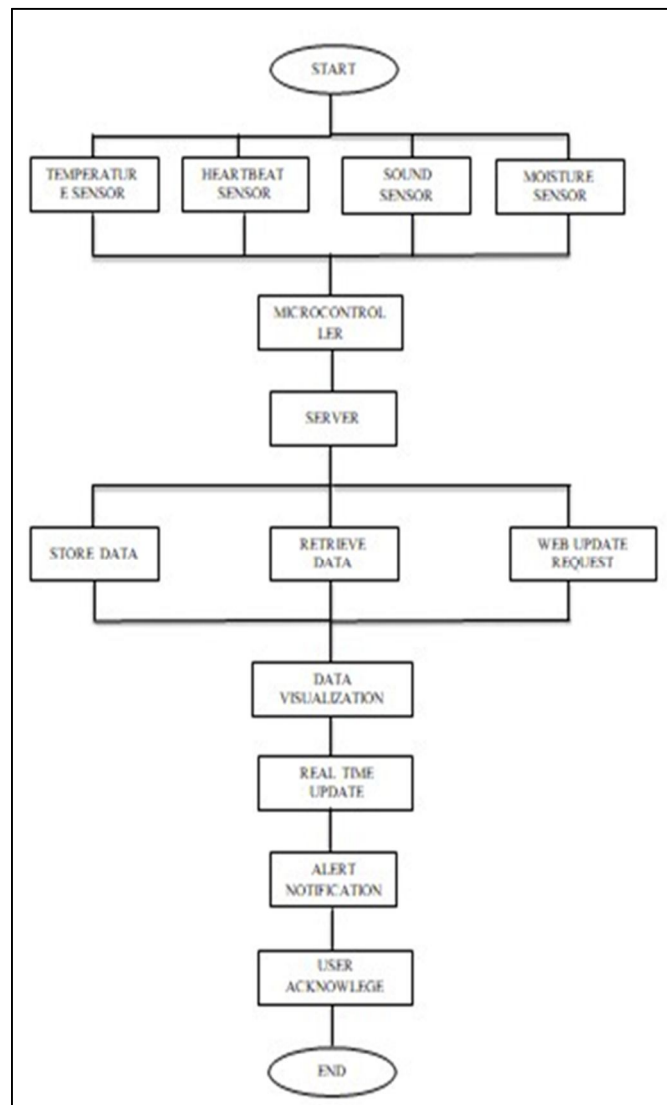 START
TEMPERATUR
E SENSOR
HEARTBEAT
SENSOR
SOUND
SENSOR
MOISTURE
SENSOR
MICROCONTROL
LER
SERVER
STORE DATA
RETRIEVE
DATA
WEB UPDATE
REQUEST
DATA
VISUALIZATION
REAL TIME
UPDATE
ALERT
NOTIFICATION
USER
ACKNOWLEGE
END